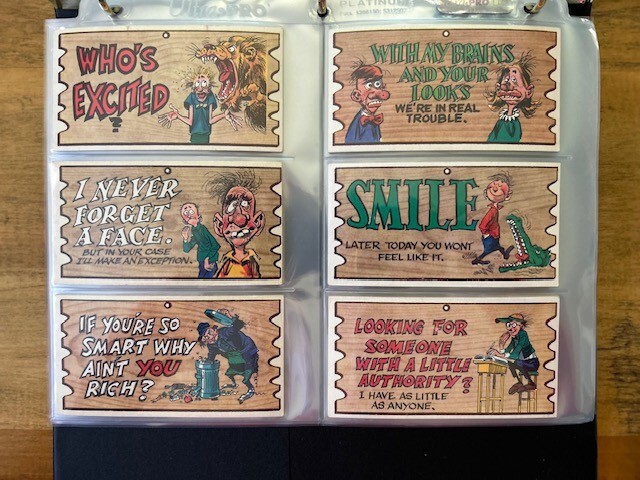 PLATINUM
WHO'S
EXCITED
?
WITH MY BRAINS
AND YOUR
LOOKS
WE'RE IN REAL
TROUBLE.
I NEVER
FORGET
A FACE.
BUT IN YOUR CASE
I'LL MAKE AN EXCEPTION.
SMILE
LATER TODAY YOU WONT
FEEL LIKE IT.
IF YOU'RE SO
SMART WHY
AINT YOU
RICH?
LOOKING FOR
SOMEONE
WITH A LITTLE
AUTHORITY?
I HAVE AS LITTLE
AS ANYONE.